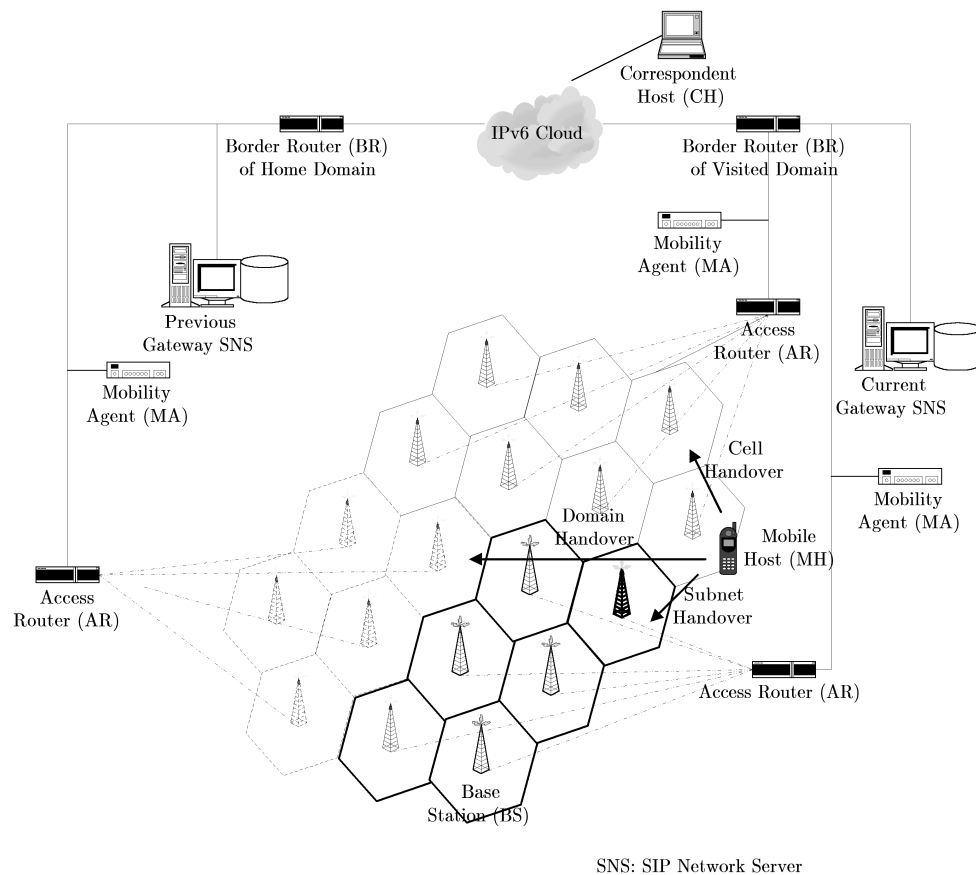 Correspondent
Host (CH)
IPv6 Cloud
Border Router (BR)
of Home Domain
Border Router (BR)
of Visited Domain
Mobility
Agent (MA)
Previous
Gateway SNS
Access
Router (AR)
Mobility
Agent (MA)
Current
Gateway SNS
Cell
Handover
Mobility
Agent (MA)
Domain
Handover
Mobile
Host (MH)
Access
Router (AR)
Subnet
Handover
Access Router (AR)
Base
Station (BS)
SNS: SIP Network Server